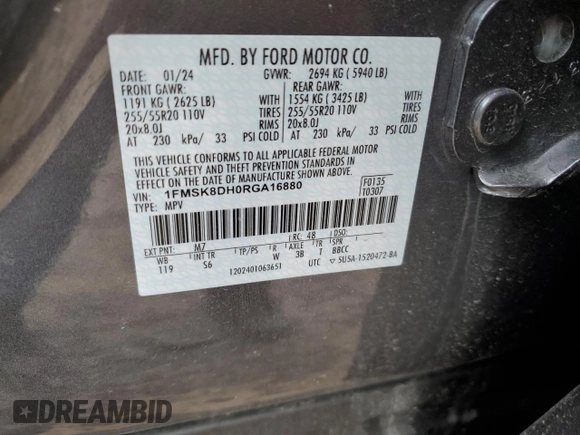 MFD. BY FORD MOTOR CO.
DATE: 01/24 GVWR: 2694 KG ( 5940 LB)
FRONT GAWR: REAR GAWR:
1191 KG ( 2625 LB) WITH 1554 KG ( 3425 LB) WITH
255/55R20 110V TIRES 255/55R20 110V TIRES
20x8.0J RIMS 20x8.0J RIMS
AT 230 kPa/ 33 PSI COLD AT 230 kPa/ 33 PSI COLD
THIS VEHICLE CONFORMS TO ALL APPLICABLE FEDERAL MOTOR
VEHICLE SAFETY AND THEFT PREVENTION STANDARDS IN
EFFECT ON THE DATE OF MANUFACTURE SHOWN ABOVE.
VIN: 1FMSK8DH0RGA16880 F0135
TYPE: MPV T0307
EXT PNT: M7 RC: 48 DSO:
WB INT TR TP/PS R AXLE TR SPR
119 S6 W 3B T 8BCC
1202401063651 UTC ▽ 5U5A-1520472-BA
DREAMBID